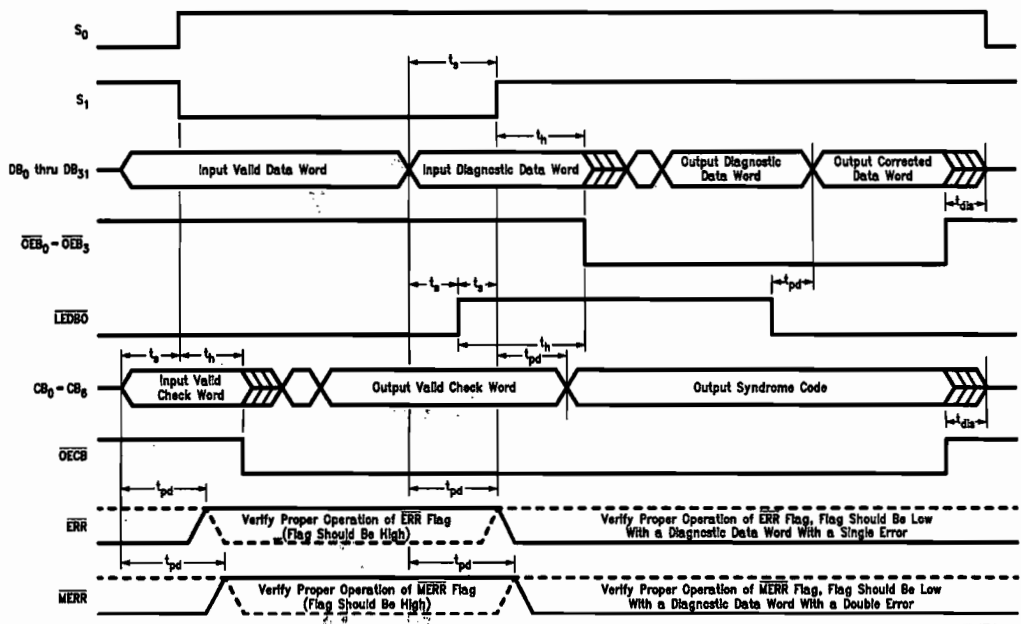 S0
ts
S1
th
DB0 thru DB31
Input Valid Data Word
Input Diagnostic Data Word
Output Diagnostic
Data Word
Output Corrected
Data Word
tdis
OEB0 – OEB3
ts
ts
tpd
LEDBO
th
ts
th
tpd
CB0 – CB6
Input Valid
Check Word
Output Valid Check Word
Output Syndrome Code
tdis
OECB
tpd
tpd
ERR
Verify Proper Operation of ERR Flag
(Flag Should Be High)
Verify Proper Operation of ERR Flag, Flag Should Be Low
With a Diagnostic Data Word With a Single Error
tpd
tpd
MERR
Verify Proper Operation of MERR Flag
(Flag Should Be High)
Verify Proper Operation of MERR Flag, Flag Should Be Low
With a Diagnostic Data Word With a Double Error